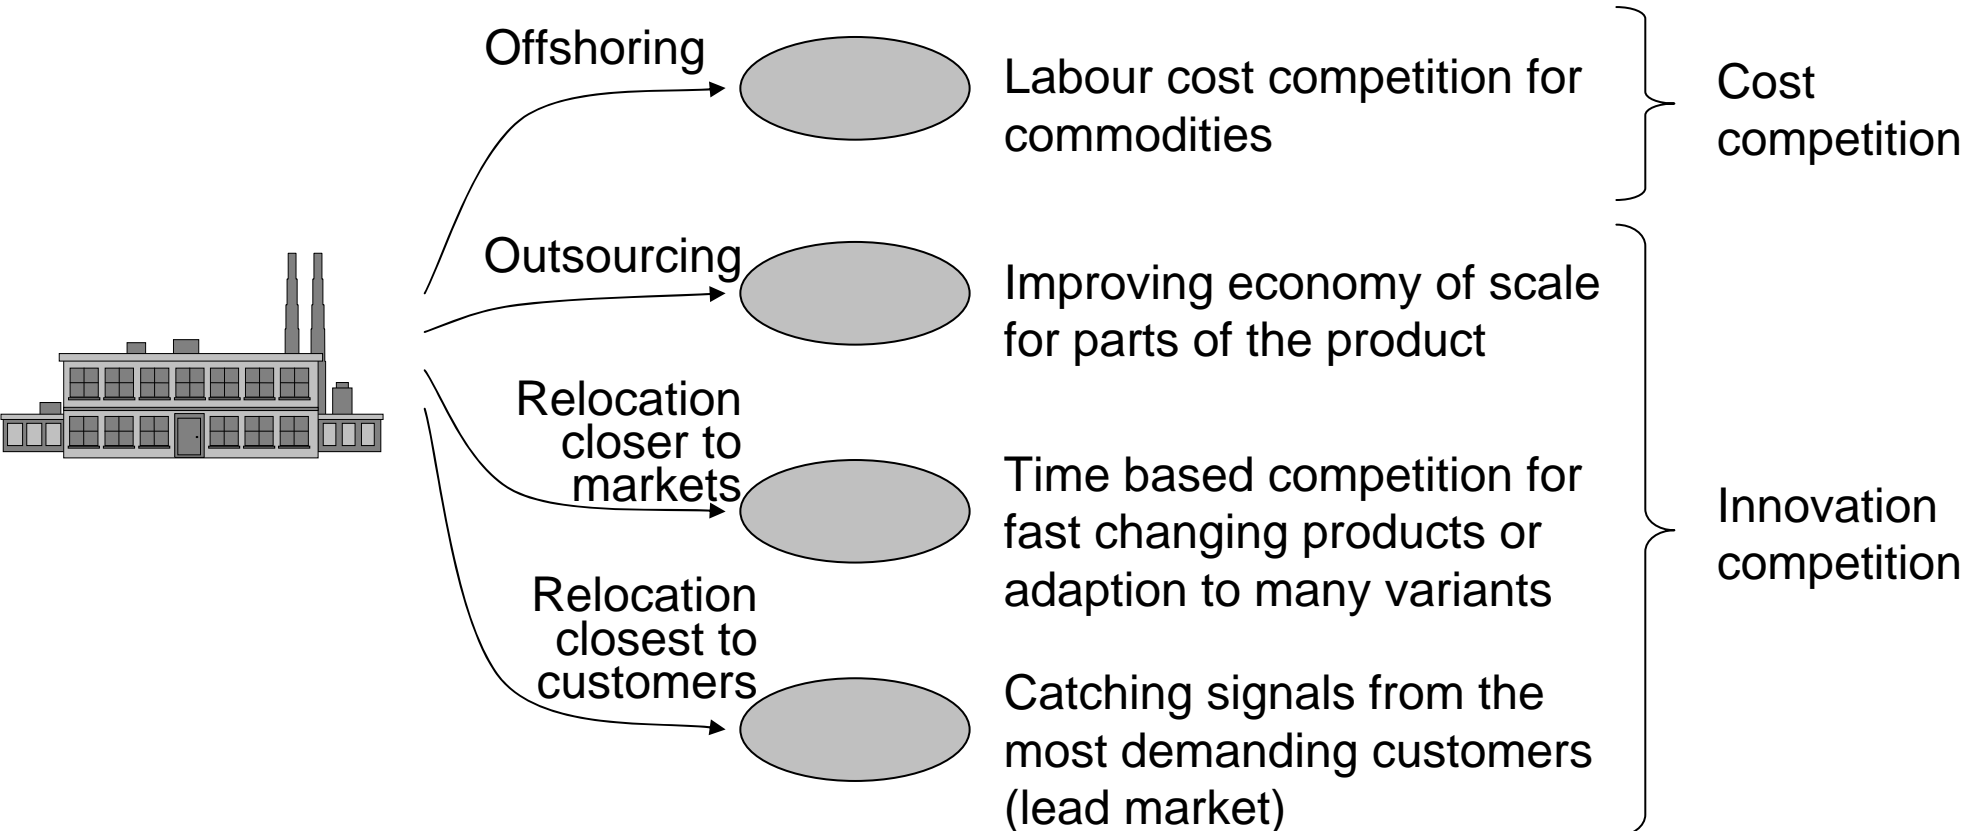 Offshoring
Labour cost competition for
commodities
Cost
competition
Outsourcing
Improving economy of scale
for parts of the product
Relocation
closer to
markets
Time based competition for
fast changing products or
adaption to many variants
Innovation
competition
Relocation
closest to
customers
Catching signals from the
most demanding customers
(lead market)